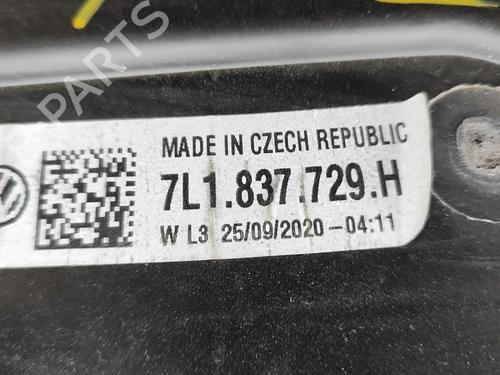 B-PARTS
MADE IN CZECH REPUBLIC
7L1.837.729.H
W L3 25/09/2020-04:11